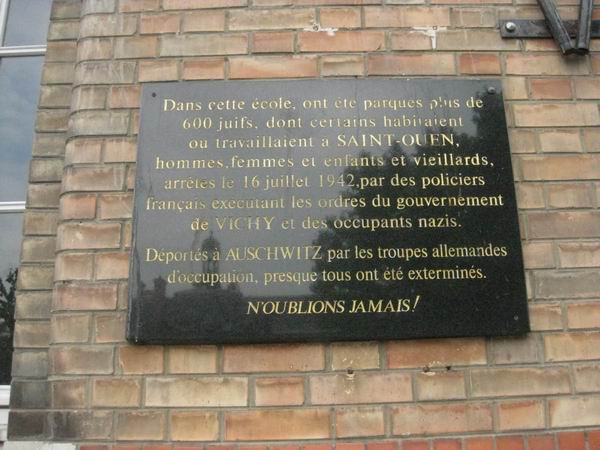 Dans cette école, ont été parqués plus de
600 juifs, dont certains habitaient
ou travaillaient à SAINT-OUEN,
hommes, femmes et enfants et vieillards,
arrêtés le 16 juillet 1942, par des policiers
français exécutant les ordres du gouvernement
de VICHY et des occupants nazis.
Déportés à AUSCHWITZ par les troupes allemandes
d'occupation, presque tous ont été exterminés.
N'OUBLIONS JAMAIS!